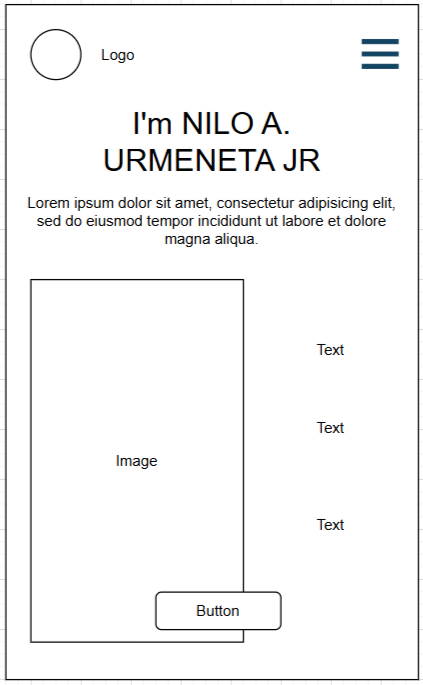 Logo
I'm NILO A.
URMENETA JR
Lorem ipsum dolor sit amet, consectetur adipisicing elit,
sed do eiusmod tempor incididunt ut labore et dolore
magna aliqua.
Text
Text
Image
Text
Button